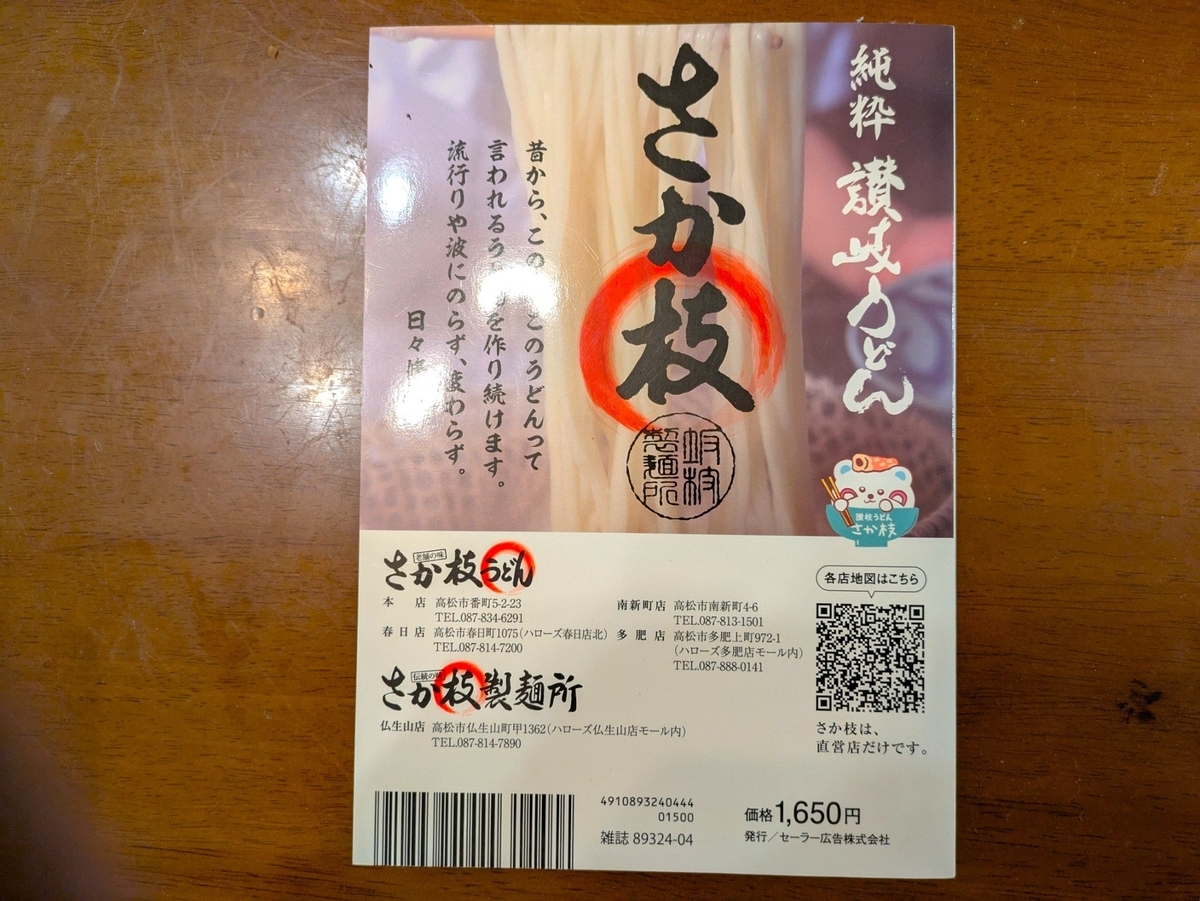 純粋 讃岐うどん
さか枝
昔から、この このうどんって
言われるう を作り続けます。
流行りや波にのらず、変わらず。
日々
製麺所
讃岐うどん
さか枝
老舗の味
さか枝うどん
本店 高松市番町5-2-23
TEL.087-834-6291
春日店 高松市春日町1075(ハローズ春日店北)
TEL.087-814-7200
南新町店 高松市南新町4-6
TEL.087-813-1501
多肥店 高松市多肥上町972-1
(ハローズ多肥店モール内)
TEL.087-888-0141
伝統の味
さか枝製麺所
仏生山店 高松市仏生山町甲1362(ハローズ仏生山店モール内)
TEL.087-814-7890
各店地図はこちら
さか枝は、
直営店だけです。
4910893240444
01500
雑誌 89324-04
価格1,650円
発行/セーラー広告株式会社